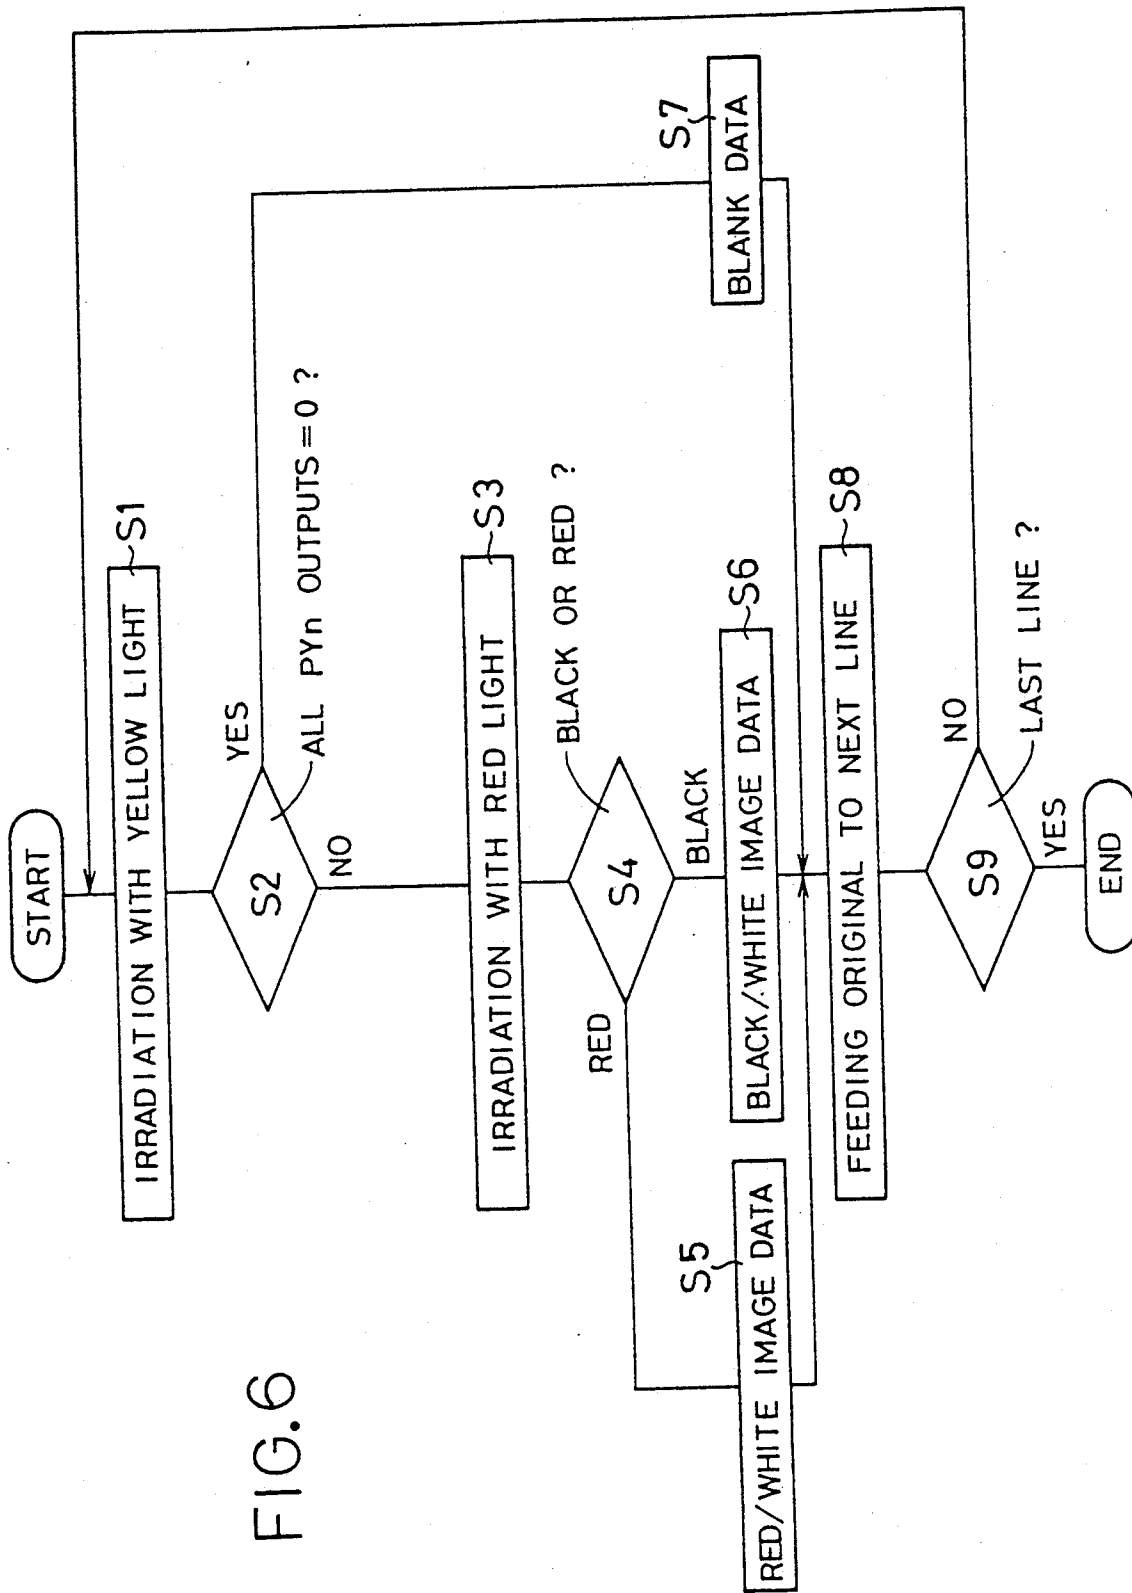 START
IRRADIATION WITH YELLOW LIGHT
S1
S2
YES
ALL PYn OUTPUTS=0 ?
NO
IRRADIATION WITH RED LIGHT
S3
S4
BLACK OR RED ?
RED
BLACK
S5
RED/WHITE IMAGE DATA
BLACK/WHITE IMAGE DATA
S6
S7
BLANK DATA
FEEDING ORIGINAL TO NEXT LINE
S8
S9
NO
LAST LINE ?
YES
END
FIG.6